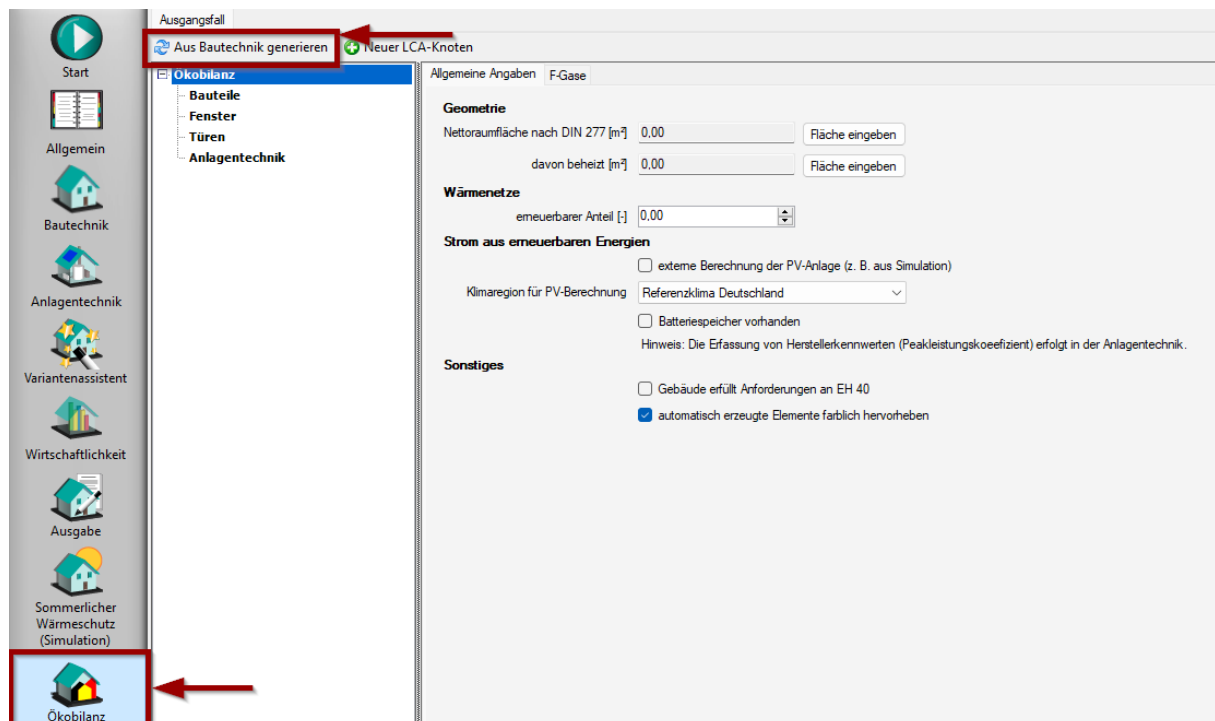 Start
Allgemein
Bautechnik
Anlagentechnik
Variantenassistent
Wirtschaftlichkeit
Ausgabe
Sommerlicher
Wärmeschutz
(Simulation)
Ökobilanz
Ausgangsfall
Aus Bautechnik generieren
Neuer LCA-Knoten
Ökobilanz
Bauteile
Fenster
Türen
Anlagentechnik
Allgemeine Angaben F-Gase
Geometrie
Nettoraumfläche nach DIN 277 [m²] 0,00 Fläche eingeben
davon beheizt [m²] 0,00 Fläche eingeben
Wärmenetze
erneuerbarer Anteil [-] 0,00
Strom aus erneuerbaren Energien
externe Berechnung der PV-Anlage (z. B. aus Simulation)
Klimaregion für PV-Berechnung Referenzklima Deutschland
Batteriespeicher vorhanden
Hinweis: Die Erfassung von Herstellerkennwerten (Peakleistungskoeefizient) erfolgt in der Anlagentechnik.
Sonstiges
Gebäude erfüllt Anforderungen an EH 40
automatisch erzeugte Elemente farblich hervorheben